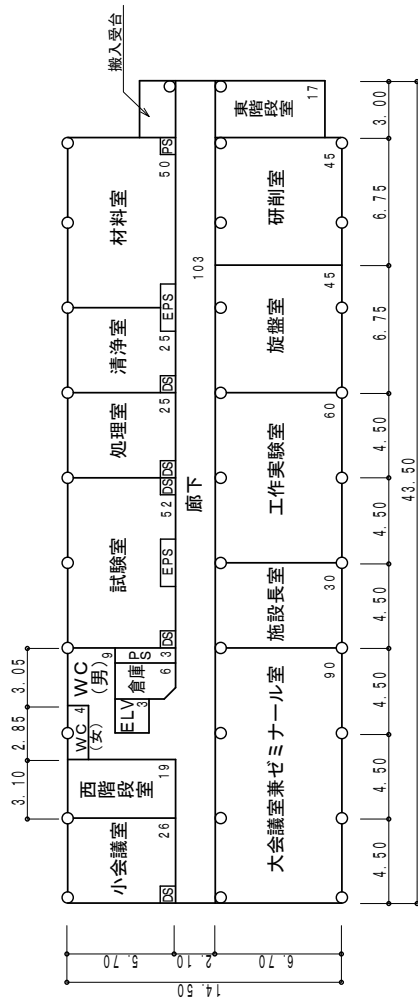 搬入受台
小会議室
26
DS
西階段室
19
WC
(女)
4
WC
(男)
9
ELV
3
倉庫
6
PS
3
試験室
52
DS
EPS
DS
処理室
25
DS
DS
清浄室
25
EPS
材料室
50
PS
廊下
103
大会議室兼ゼミナール室
90
施設長室
30
工作実験室
60
旋盤室
45
研削室
45
東階段室
17
3.10
2.85
3.05
5.70
2.10
6.70
14.50
4.50
4.50
4.50
4.50
4.50
4.50
6.75
6.75
3.00
43.50